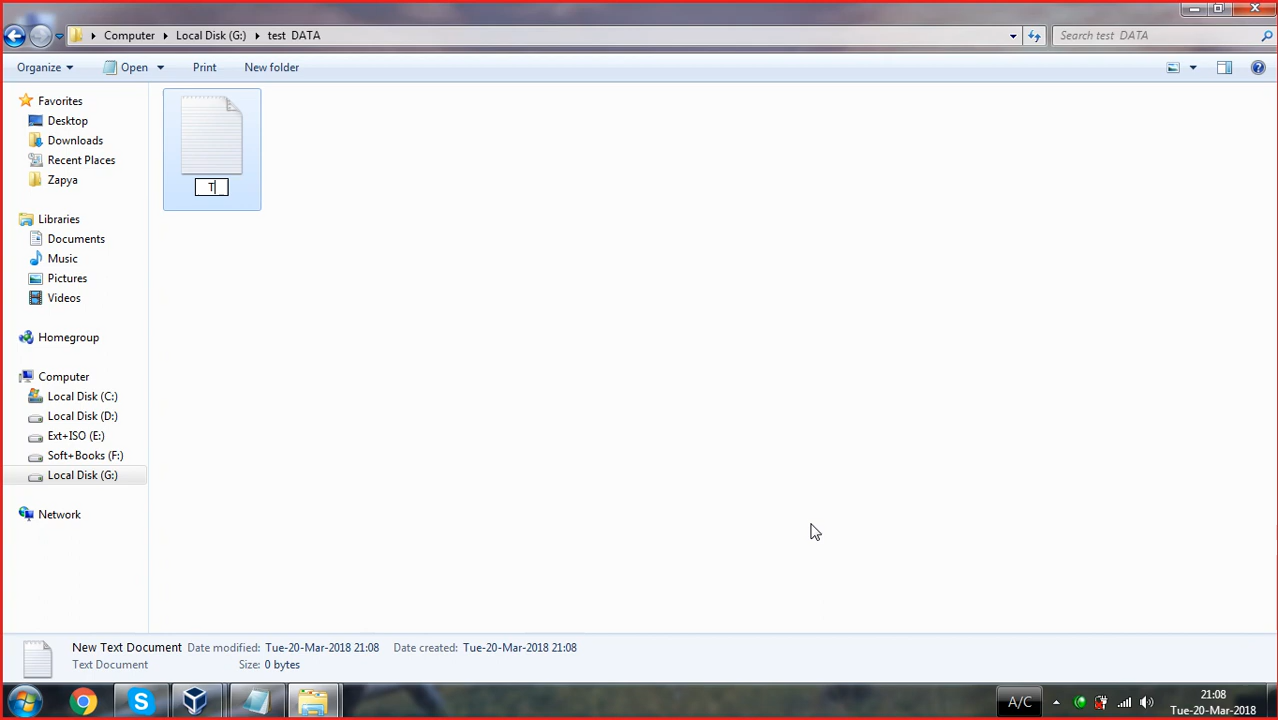 Computer Local Disk (G:) test DATA
Search test DATA
Organize Open Print New folder
T
Favorites
Desktop
Downloads
Recent Places
Zapya
Libraries
Documents
Music
Pictures
Videos
Homegroup
Computer
Local Disk (C:)
Local Disk (D:)
Ext+ISO (E:)
Soft+Books (F:)
Local Disk (G:)
Network
New Text Document Date modified: Tue-20-Mar-2018 21:08 Date created: Tue-20-Mar-2018 21:08
Text Document Size: 0 bytes
A/C
21:08
Tue-20-Mar-2018